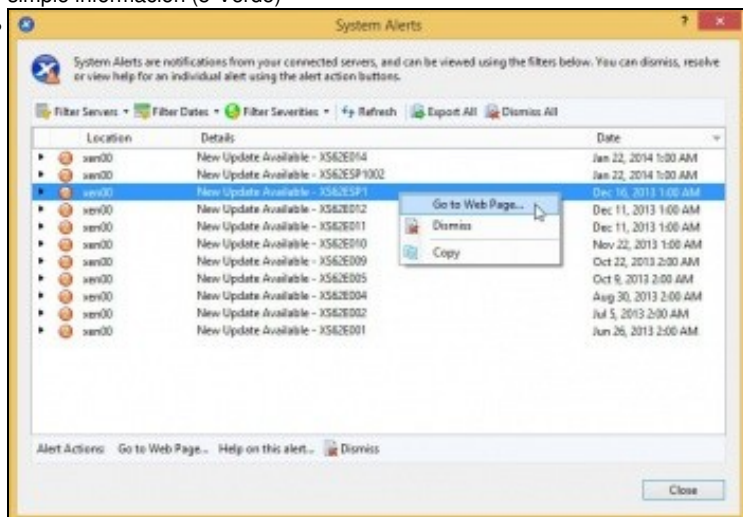 simple información (5 Verde)
System Alerts
?
System Alerts are notifications from your connected servers, and can be viewed using the filters below. You can dismiss, resolve
or view help for an individual alert using the alert action buttons.
Filter Servers Filter Dates Filter Severities Refresh Export All Dismiss All
Location Details Date
xen00 New Update Available - XS62E014 Jan 22, 2014 1:00 AM
xen00 New Update Available - XS62ESP1002 Jan 22, 2014 1:00 AM
xen00 New Update Available - XS62ESP1 Dec 16, 2013 1:00 AM
Go to Web Page...
xen00 New Update Available - XS62E012 Dec 11, 2013 1:00 AM
xen00 New Update Available - XS62E011 Dismiss Dec 11, 2013 1:00 AM
xen00 New Update Available - XS62E010 Nov 22, 2013 1:00 AM
xen00 New Update Available - XS62E009 Copy Oct 22, 2013 2:00 AM
xen00 New Update Available - XS62E005 Oct 9, 2013 2:00 AM
xen00 New Update Available - XS62E004 Aug 30, 2013 2:00 AM
xen00 New Update Available - XS62E002 Jul 5, 2013 2:00 AM
xen00 New Update Available - XS62E001 Jun 26, 2013 2:00 AM
Alert Actions: Go to Web Page... Help on this alert... Dismiss
Close